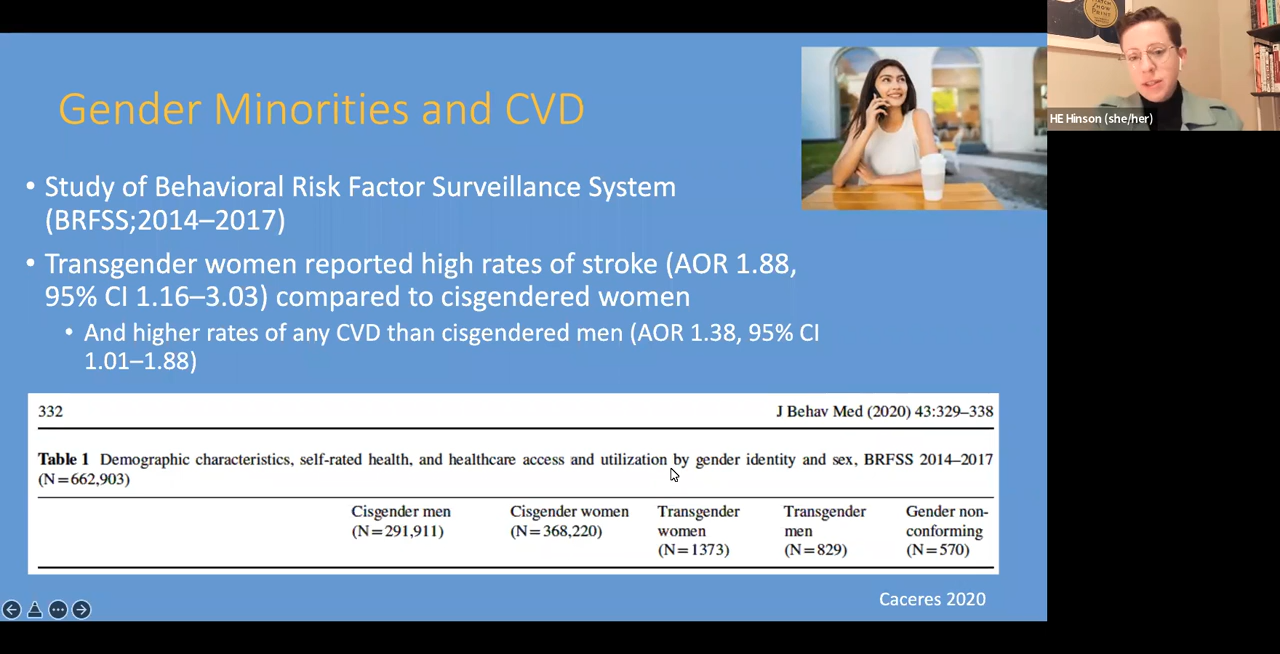 Gender Minorities and CVD
• Study of Behavioral Risk Factor Surveillance System
(BRFSS;2014–2017)
• Transgender women reported high rates of stroke (AOR 1.88,
95% CI 1.16–3.03) compared to cisgendered women
• And higher rates of any CVD than cisgendered men (AOR 1.38, 95% CI
1.01–1.88)
332 J Behav Med (2020) 43:329–338
Table 1 Demographic characteristics, self-rated health, and healthcare access and utilization by gender identity and sex, BRFSS 2014–2017
(N=662,903)
Cisgender men Cisgender women Transgender Transgender Gender non-
(N=291,911) (N=368,220) women men conforming
(N=1373) (N=829) (N=570)
Caceres 2020
HE Hinson (she/her)